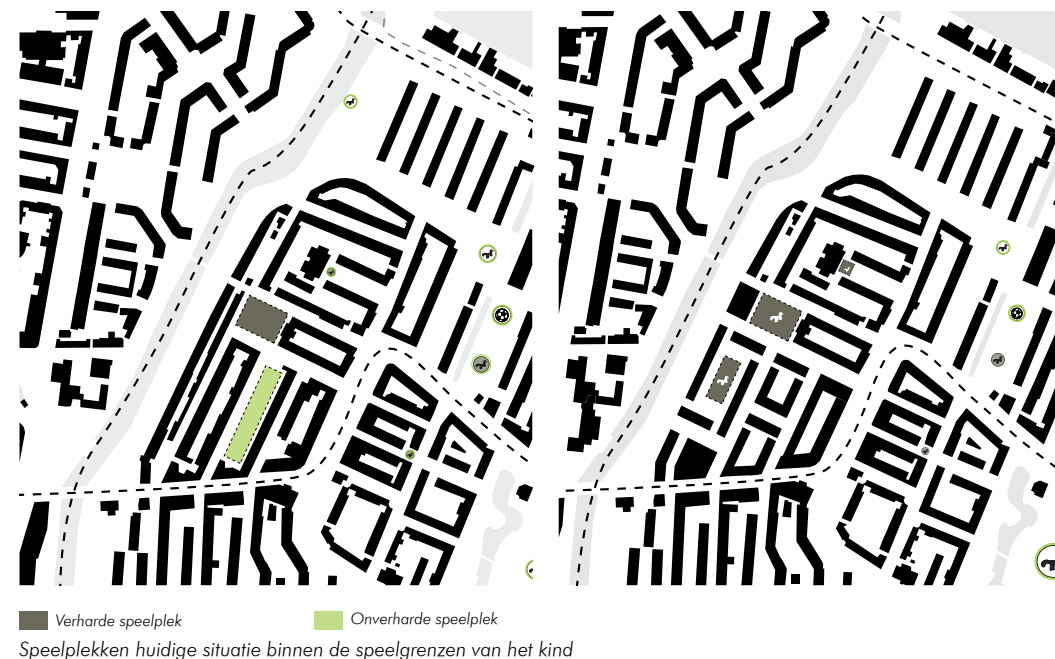 Verharde speelplek
Onverharde speelplek
Speelplekken huidige situatie binnen de speelgrenzen van het kind